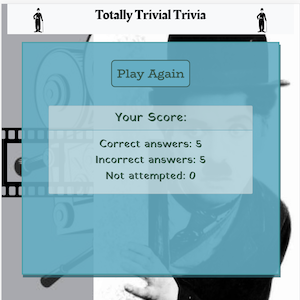 Totally Trivial Trivia
Play Again
Your Score:
Correct answers: 5
Incorrect answers: 5
Not attempted: 0